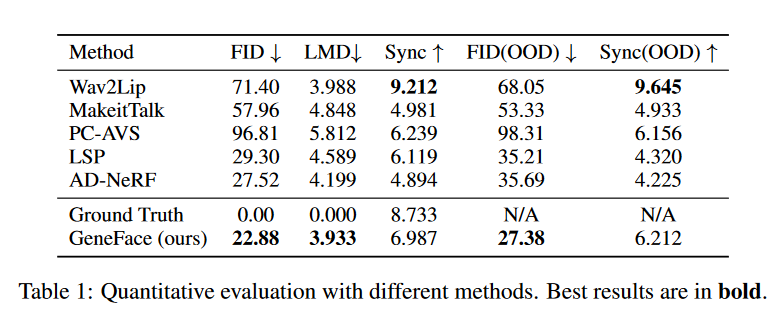 Method FID ↓ LMD↓ Sync ↑ FID(OOD) ↓ Sync(OOD) ↑
Wav2Lip 71.40 3.988 9.212 68.05 9.645
MakeitTalk 57.96 4.848 4.981 53.33 4.933
PC-AVS 96.81 5.812 6.239 98.31 6.156
LSP 29.30 4.589 6.119 35.21 4.320
AD-NeRF 27.52 4.199 4.894 35.69 4.225
Ground Truth 0.00 0.000 8.733 N/A N/A
GeneFace (ours) 22.88 3.933 6.987 27.38 6.212
Table 1: Quantitative evaluation with different methods. Best results are in bold.